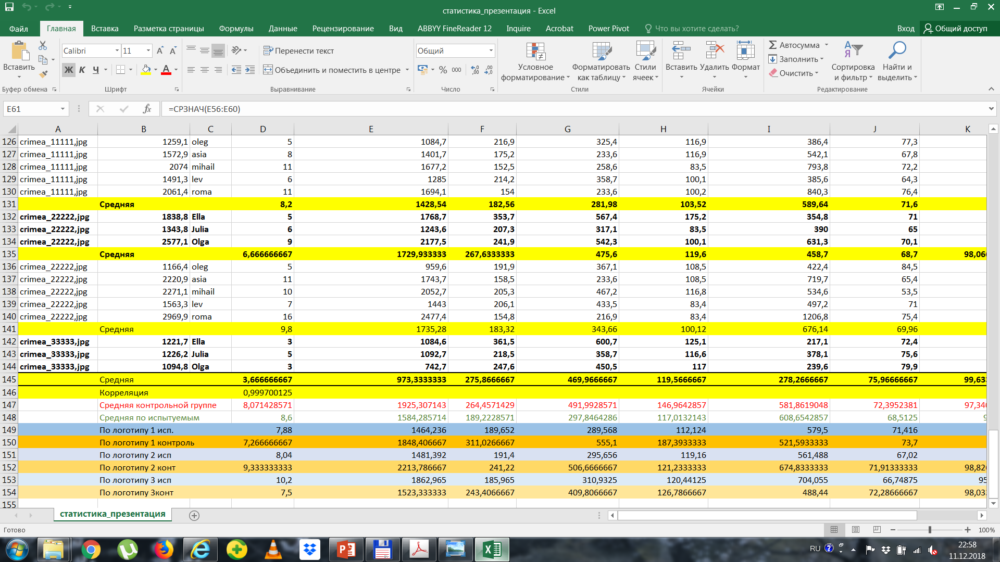 статистика_презентация - Excel
Файл Главная Вставка Разметка страницы Формулы Данные Рецензирование Вид ABBYY FineReader 12 Inquire Acrobat Power Pivot Что вы хотите сделать? Вход Общий доступ
Calibri 11 Перенести текст Общий Автосумма
Вставить Ж К Ч А Объединить и поместить в центре % 000 Условное форматирование Форматировать как таблицу Стили ячеек Вставить Удалить Формат Заполнить Очистить Сортировка и фильтр Найти и выделить
Буфер обмена Шрифт Выравнивание Число Стили Ячейки Редактирование
E61 fx =СРЗНАЧ(E56:E60)
A B C D E F G H I J K
126 crimea_11111,jpg 1259,1 oleg 5 1084,7 216,9 325,4 116,9 386,4 77,3
127 crimea_11111,jpg 1572,9 asia 8 1401,7 175,2 233,6 116,9 542,1 67,8
128 crimea_11111,jpg 2074 mihail 11 1677,2 152,5 258,6 83,5 793,8 72,2
129 crimea_11111,jpg 1491,3 lev 6 1285 214,2 358,7 100,1 385,6 64,3
130 crimea_11111,jpg 2061,4 roma 11 1694,1 154 233,6 100,2 840,3 76,4
131 Средняя 8,2 1428,54 182,56 281,98 103,52 589,64 71,6
132 crimea_22222,jpg 1838,8 Ella 5 1768,7 353,7 567,4 175,2 354,8 71
133 crimea_22222,jpg 1343,8 Julia 6 1243,6 207,3 317,1 83,5 390 65
134 crimea_22222,jpg 2577,1 Olga 9 2177,5 241,9 542,3 100,1 631,3 70,1
135 Средняя 6,666666667 1729,933333 267,6333333 475,6 119,6 458,7 68,7
136 crimea_22222,jpg 1166,4 oleg 5 959,6 191,9 367,1 108,5 422,4 84,5
137 crimea_22222,jpg 2220,9 asia 11 1743,7 158,5 233,6 108,5 719,7 65,4
138 crimea_22222,jpg 2271,1 mihail 10 2052,7 205,3 467,2 116,8 534,6 53,5
139 crimea_22222,jpg 1563,3 lev 7 1443 206,1 433,5 83,4 497,2 71
140 crimea_22222,jpg 2969,9 roma 16 2477,4 154,8 216,9 83,4 1206,8 75,4
141 Средняя 9,8 1735,28 183,32 343,66 100,12 676,14 69,96
142 crimea_33333,jpg 1221,7 Ella 3 1084,6 361,5 600,7 125,1 217,1 72,4
143 crimea_33333,jpg 1226,2 Julia 5 1092,7 218,5 358,7 116,6 378,1 75,6
144 crimea_33333,jpg 1094,8 Olga 3 742,7 247,6 450,5 117 239,6 79,9
145 Средняя 3,666666667 973,3333333 275,8666667 469,9666667 119,5666667 278,2666667 75,96666667
146 Корреляция 0,999700125
147 Средняя контрольной группе 8,071428571 1925,307143 264,4571429 491,9928571 146,9642857 581,8619048 72,3952381
148 Средняя по испытуемым 8,6 1584,285714 189,2228571 297,8464286 117,0132143 608,6542857 68,5125
149 По логотипу 1 исп. 7,88 1464,236 189,652 289,568 112,124 579,5 71,416
150 По логотипу 1 контроль 7,266666667 1848,406667 311,0266667 555,1 187,3933333 521,5933333 73,7
151 По логотипу 2 исп 8,04 1481,392 191,4 295,656 119,16 561,488 67,02
152 По логотипу 2 конт 9,333333333 2213,786667 241,22 506,6666667 121,2333333 674,8333333 71,91333333
153 По логотипу 3 исп 10,2 1862,965 185,965 310,9325 120,44125 704,055 66,74875
154 По логотипу 3конт 7,5 1523,333333 243,4066667 409,8066667 126,7866667 488,44 72,28666667
155
статистика_презентация
Готово 100%
RU 22:58
11.12.2018